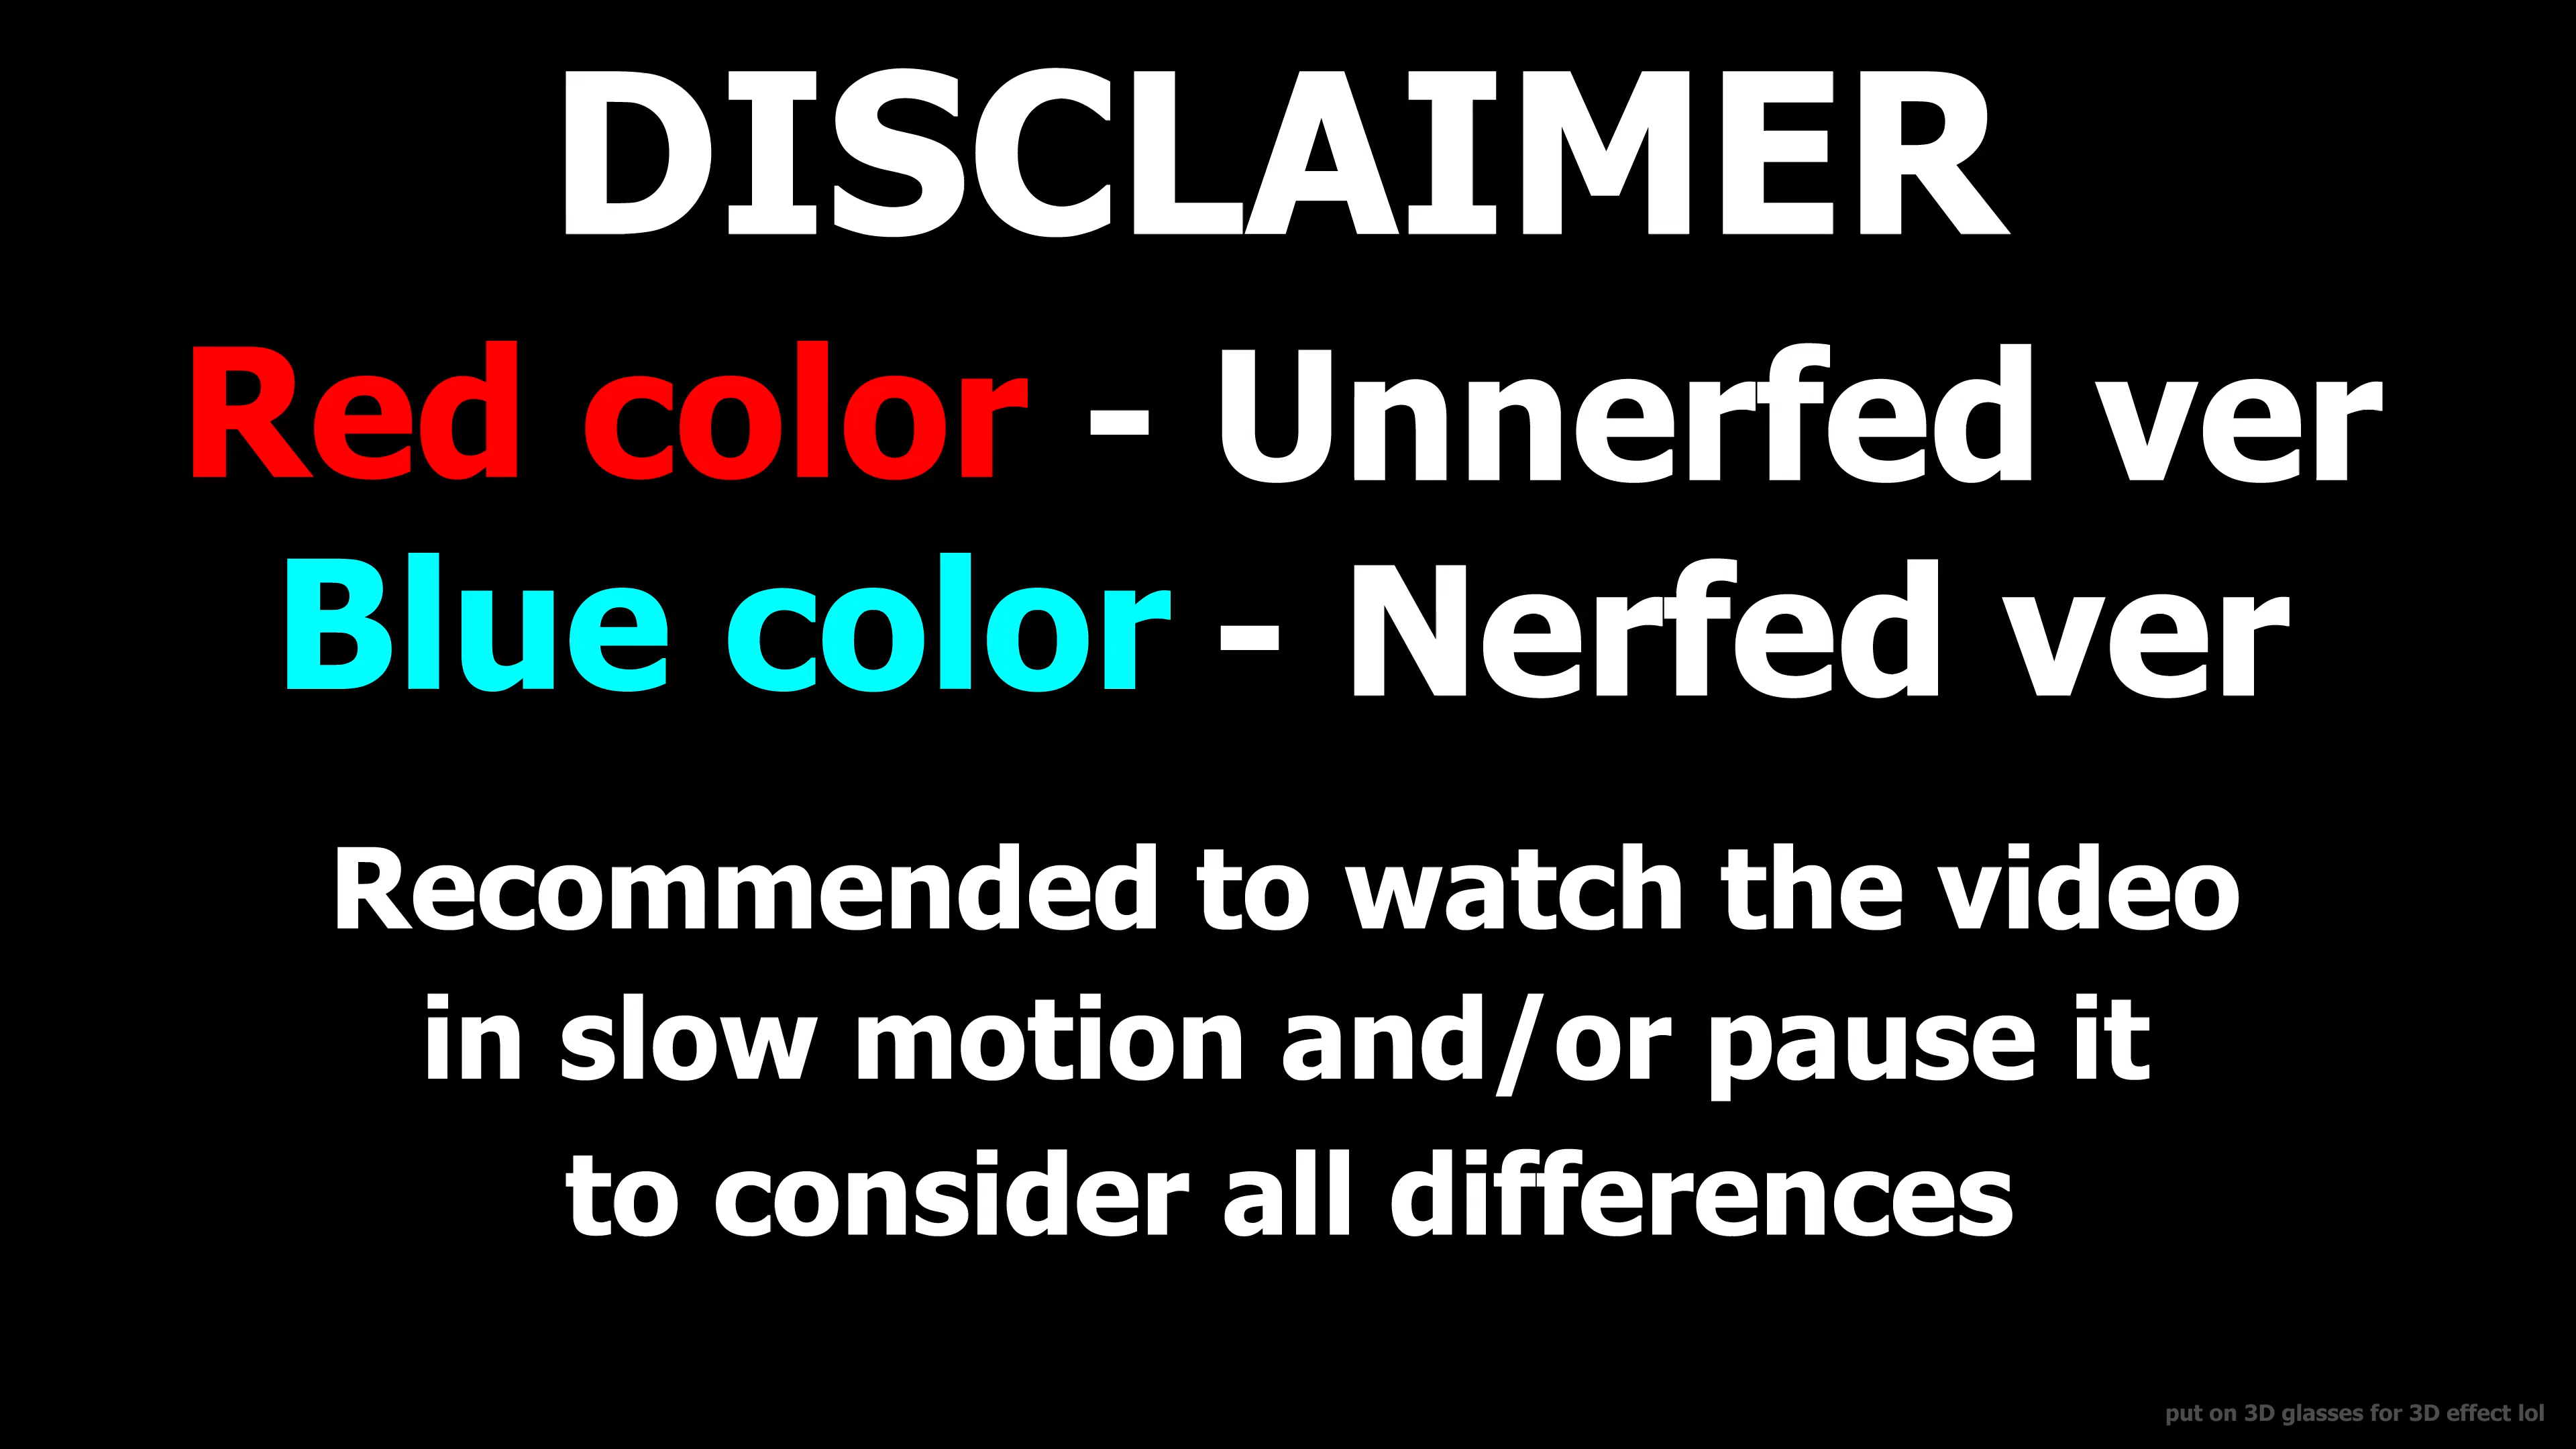 DISCLAIMER
Red color - Unnerfed ver
Blue color - Nerfed ver
Recommended to watch the video
in slow motion and/or pause it
to consider all differences
put on 3D glasses for 3D effect lol